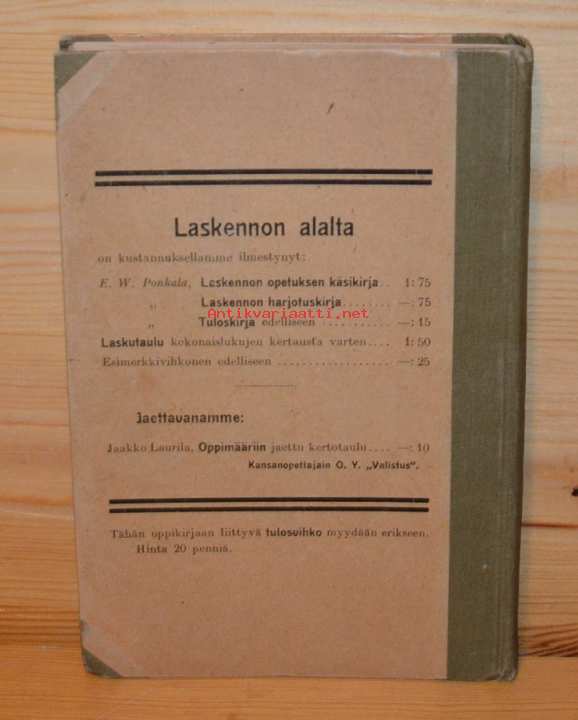 Laskennon alalta
on kustannuksellamme ilmestynyt:
E. W. Ponkala, Laskennon opetuksen käsikirja.. 1:75
„ Laskennon harjotuskirja....... —:75
Antikvariaatti.net
„ Tuloskirja edelliseen ........... —:15
Laskutaulu kokonaislukujen kertausta varten.... 1:50
Esimerkkivihkonen edelliseen ................ —:25
Jaettavanamme:
Jaakko Laurila, Oppimääriin jaettu kertotaulu.... —:10
Kansanopettajain O. Y. „Valistus".
Tähän oppikirjaan liittyvä tulosvihko myydään erikseen.
Hinta 20 penniä.